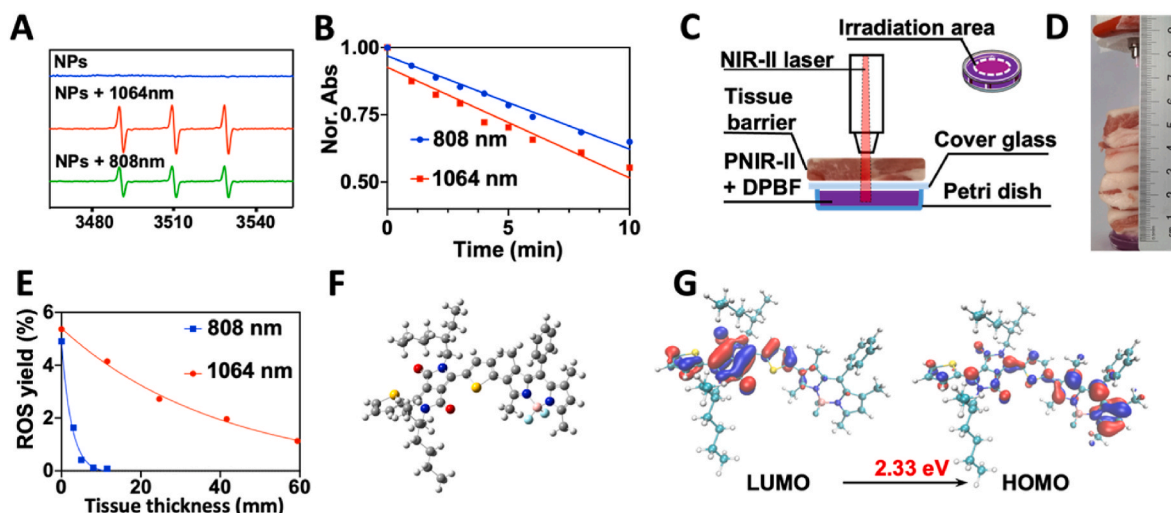 A
NPs
NPs + 1064nm
NPs + 808nm
3480
3510
3540
B
1.00
0.75
0.50
Nor. Abs
808 nm
1064 nm
0
5
10
Time (min)
C
Irradiation area
NIR-II laser
Tissue
barrier
PNIR-II
+ DPBF
Cover glass
Petri dish
D
E
6
4
2
0
ROS yield (%)
808 nm
1064 nm
0
20
40
60
Tissue thickness (mm)
F
G
2.33 eV
LUMO
HOMO